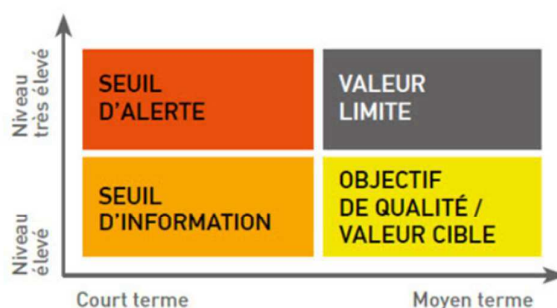 Niveau
très élevé
SEUIL
D'ALERTE
VALEUR
LIMITE
Niveau
élevé
SEUIL
D'INFORMATION
OBJECTIF
DE QUALITÉ /
VALEUR CIBLE
Court terme
Moyen terme